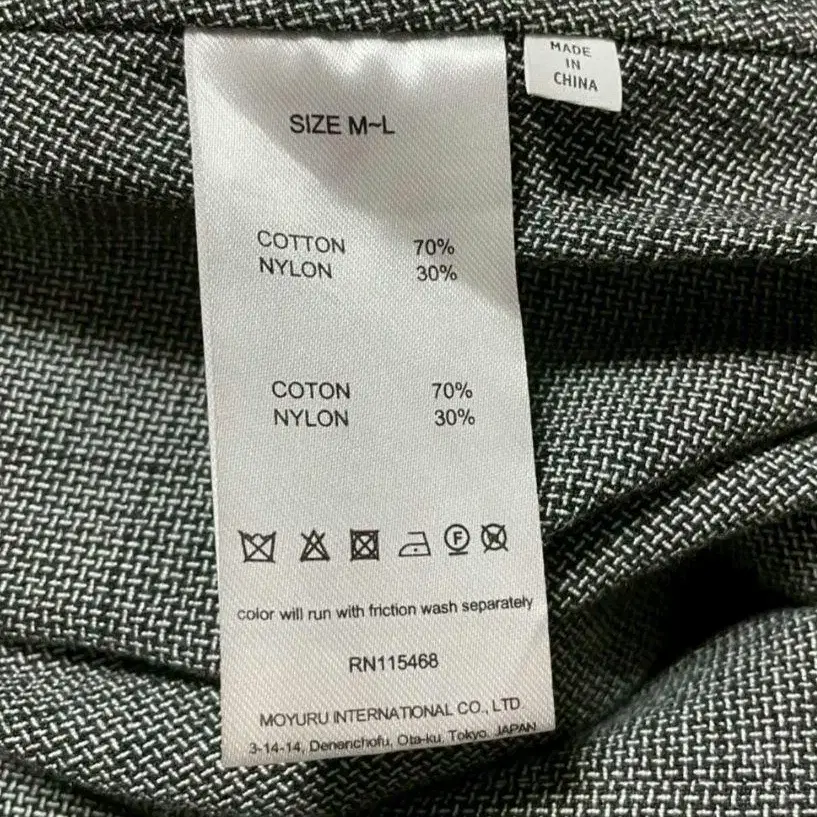 MADE
IN
CHINA
SIZE M~L
COTTON 70%
NYLON 30%
COTON 70%
NYLON 30%
F
W
color will run with friction wash separately
RN115468
MOYURU INTERNATIONAL CO., LTD
3-14-14, Denenchofu, Ota-ku, Tokyo, JAPAN